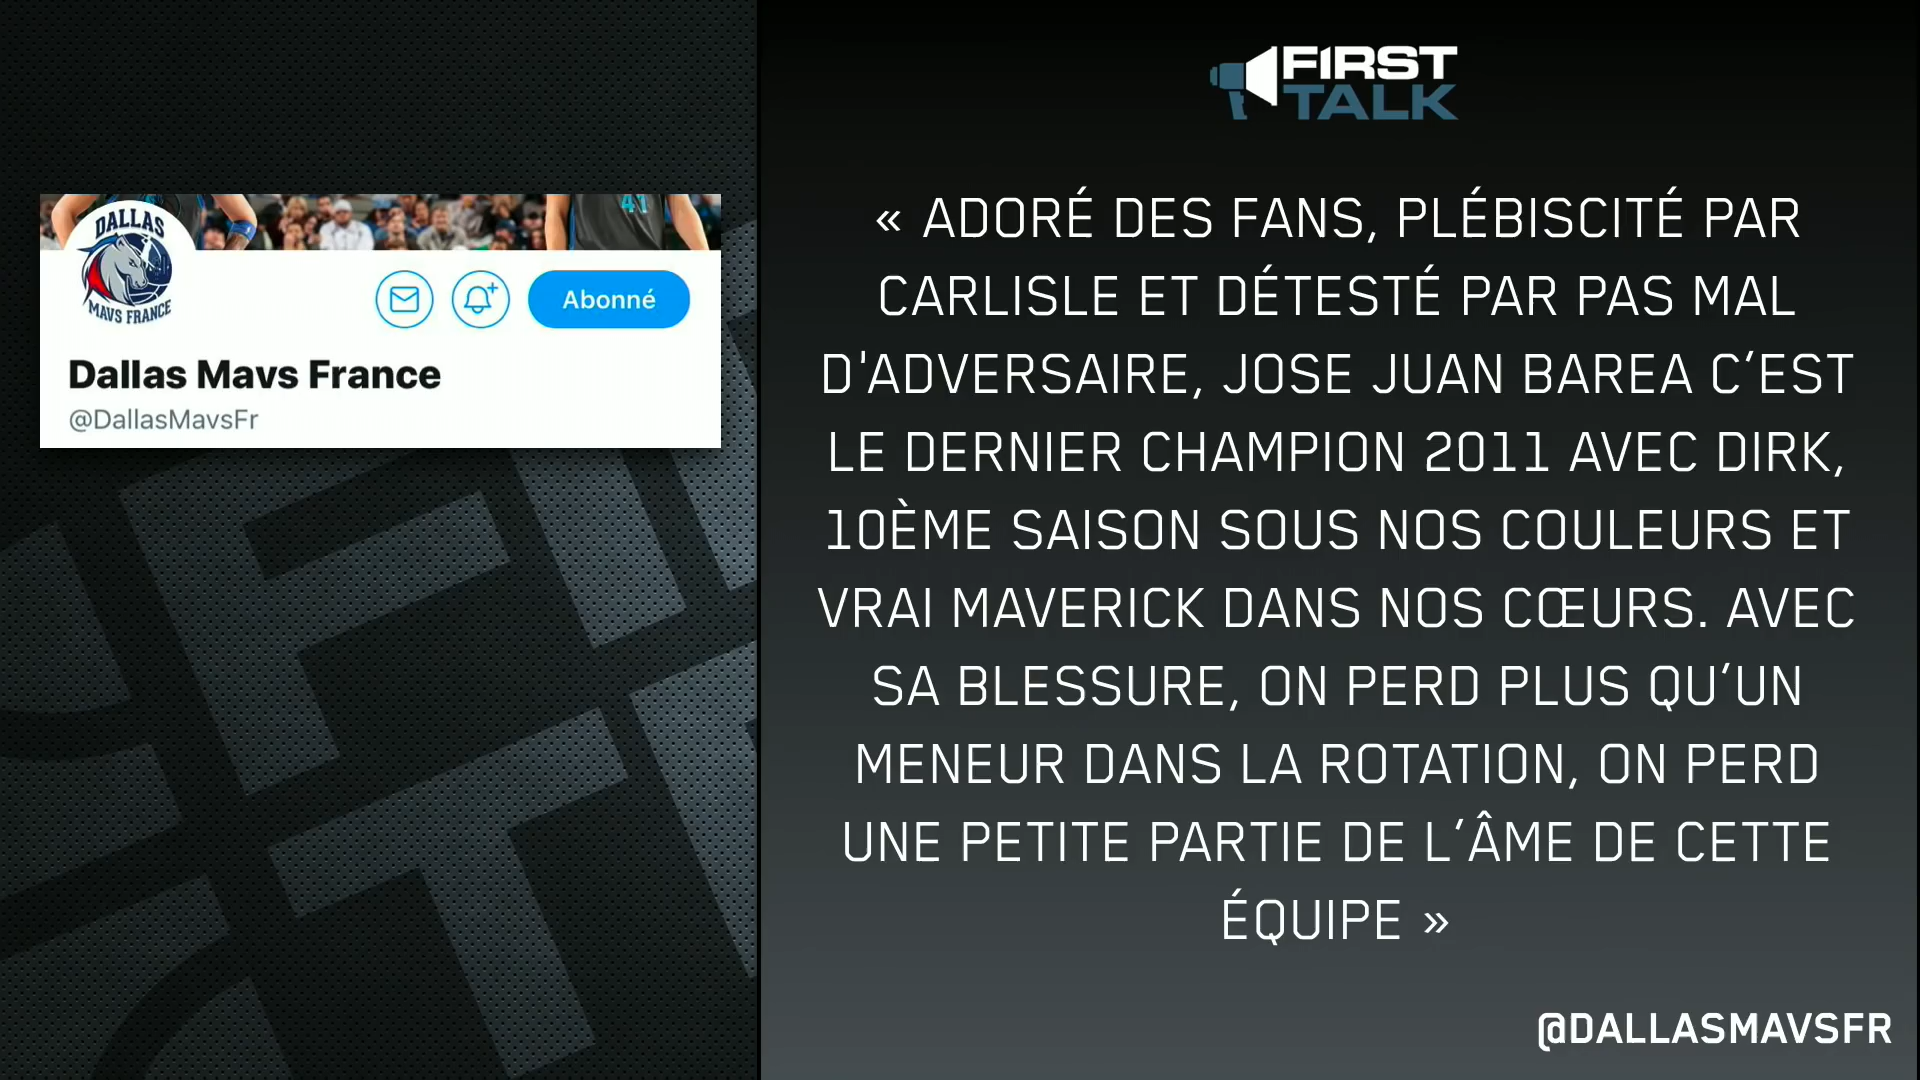 FIRST
TALK
41
DALLAS
MAVS FRANCE
Abonné
Dallas Mavs France
@DallasMavsFr
« ADORÉ DES FANS, PLÉBISCITÉ PAR
CARLISLE ET DÉTESTÉ PAR PAS MAL
D'ADVERSAIRE, JOSE JUAN BAREA C’EST
LE DERNIER CHAMPION 2011 AVEC DIRK,
10ÈME SAISON SOUS NOS COULEURS ET
VRAI MAVERICK DANS NOS CŒURS. AVEC
SA BLESSURE, ON PERD PLUS QU’UN
MENEUR DANS LA ROTATION, ON PERD
UNE PETITE PARTIE DE L’ÂME DE CETTE
ÉQUIPE »
@DALLASMAVSFR